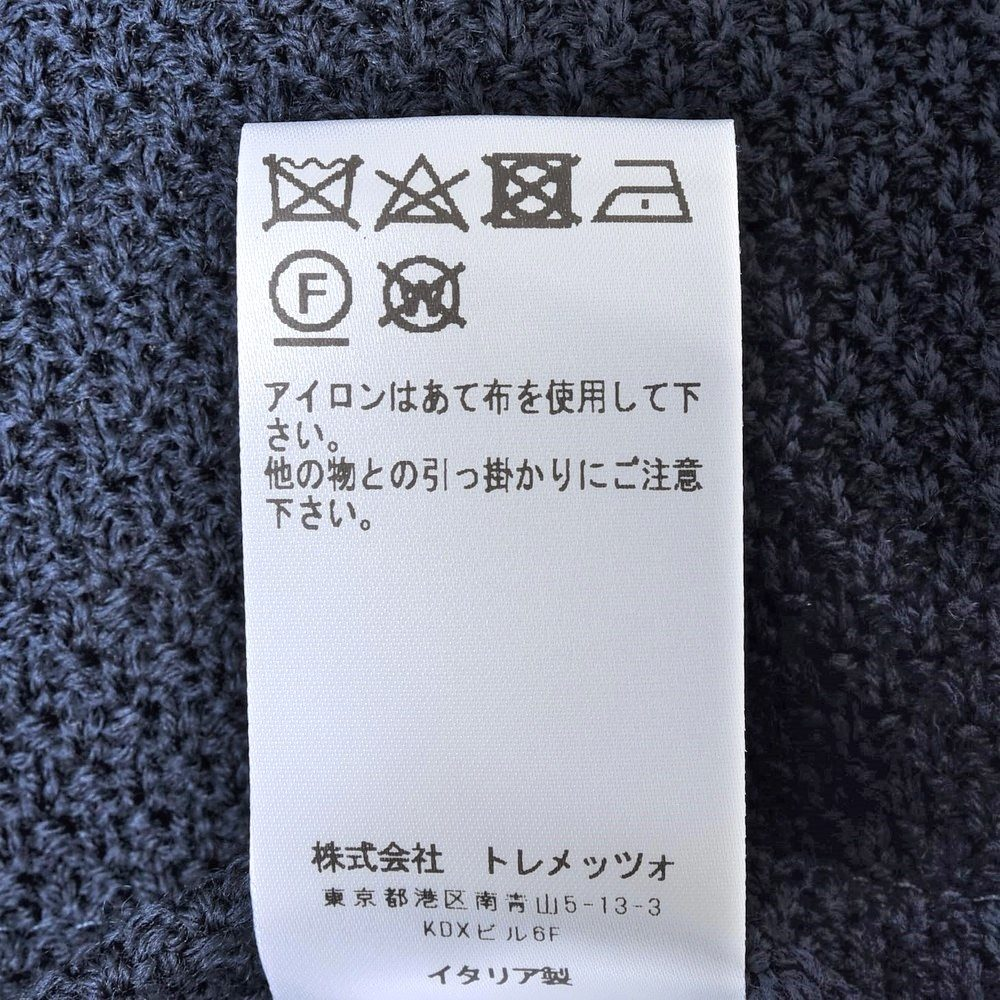 F W
アイロンはあて布を使用して下
さい。
他の物との引っ掛かりにご注意
下さい。
株式会社　トレメッツォ
東京都港区南青山5-13-3
KDXビル6F
イタリア製